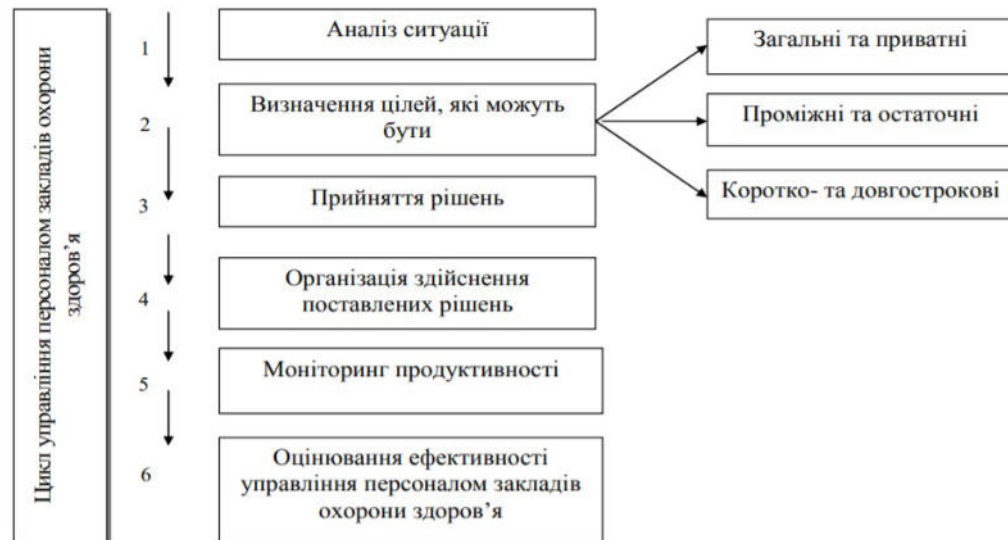 Цикл управління персоналом закладів охорони
здоров’я
1
Аналіз ситуації
2
Визначення цілей, які можуть
бути
Загальні та приватні
Проміжні та остаточні
Коротко- та довгострокові
3
Прийняття рішень
4
Організація здійснення
поставлених рішень
5
Моніторинг продуктивності
6
Оцінювання ефективності
управління персоналом закладів
охорони здоров’я